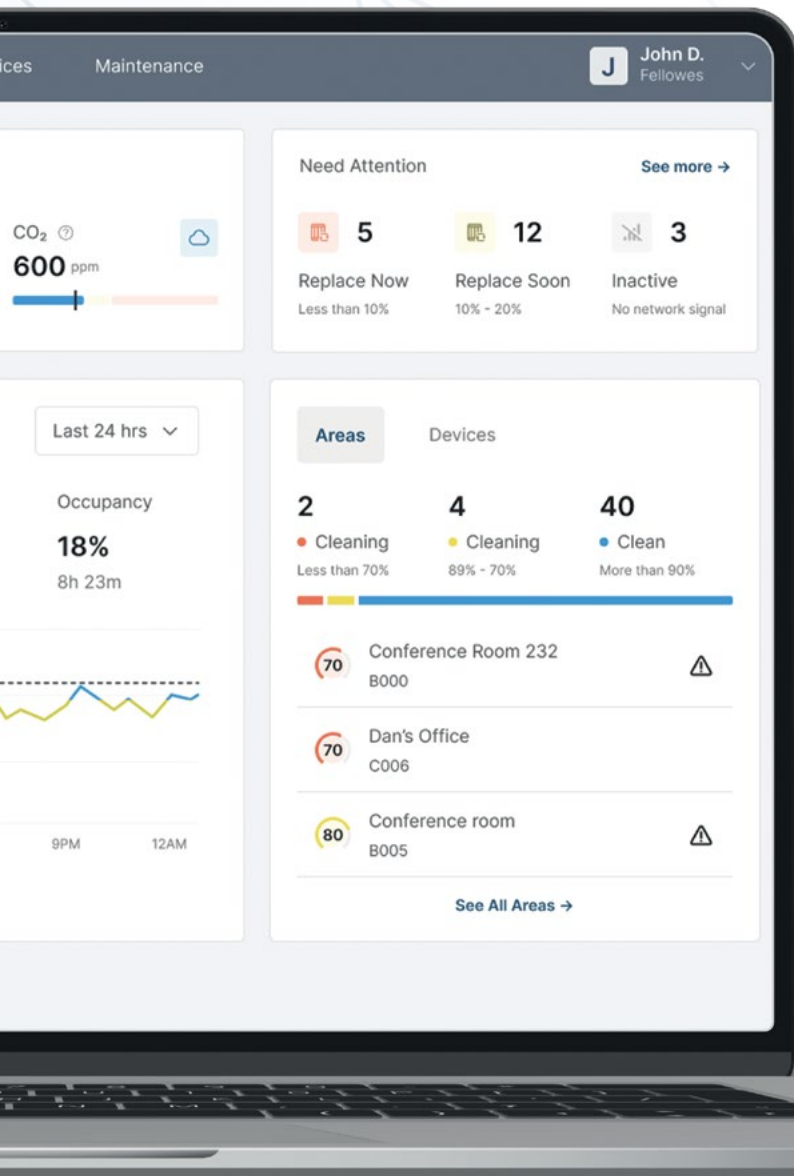 ices Maintenance
J
John D.
Fellowes
CO₂ ?
600 ppm
Need Attention See more →
5 12 3
Replace Now Replace Soon Inactive
Less than 10% 10% - 20% No network signal
Last 24 hrs
Occupancy
18%
8h 23m
9PM 12AM
Areas Devices
2 4 40
Cleaning Cleaning Clean
Less than 70% 89% - 70% More than 90%
70 Conference Room 232
B000
70 Dan's Office
C006
80 Conference room
B005
See All Areas →